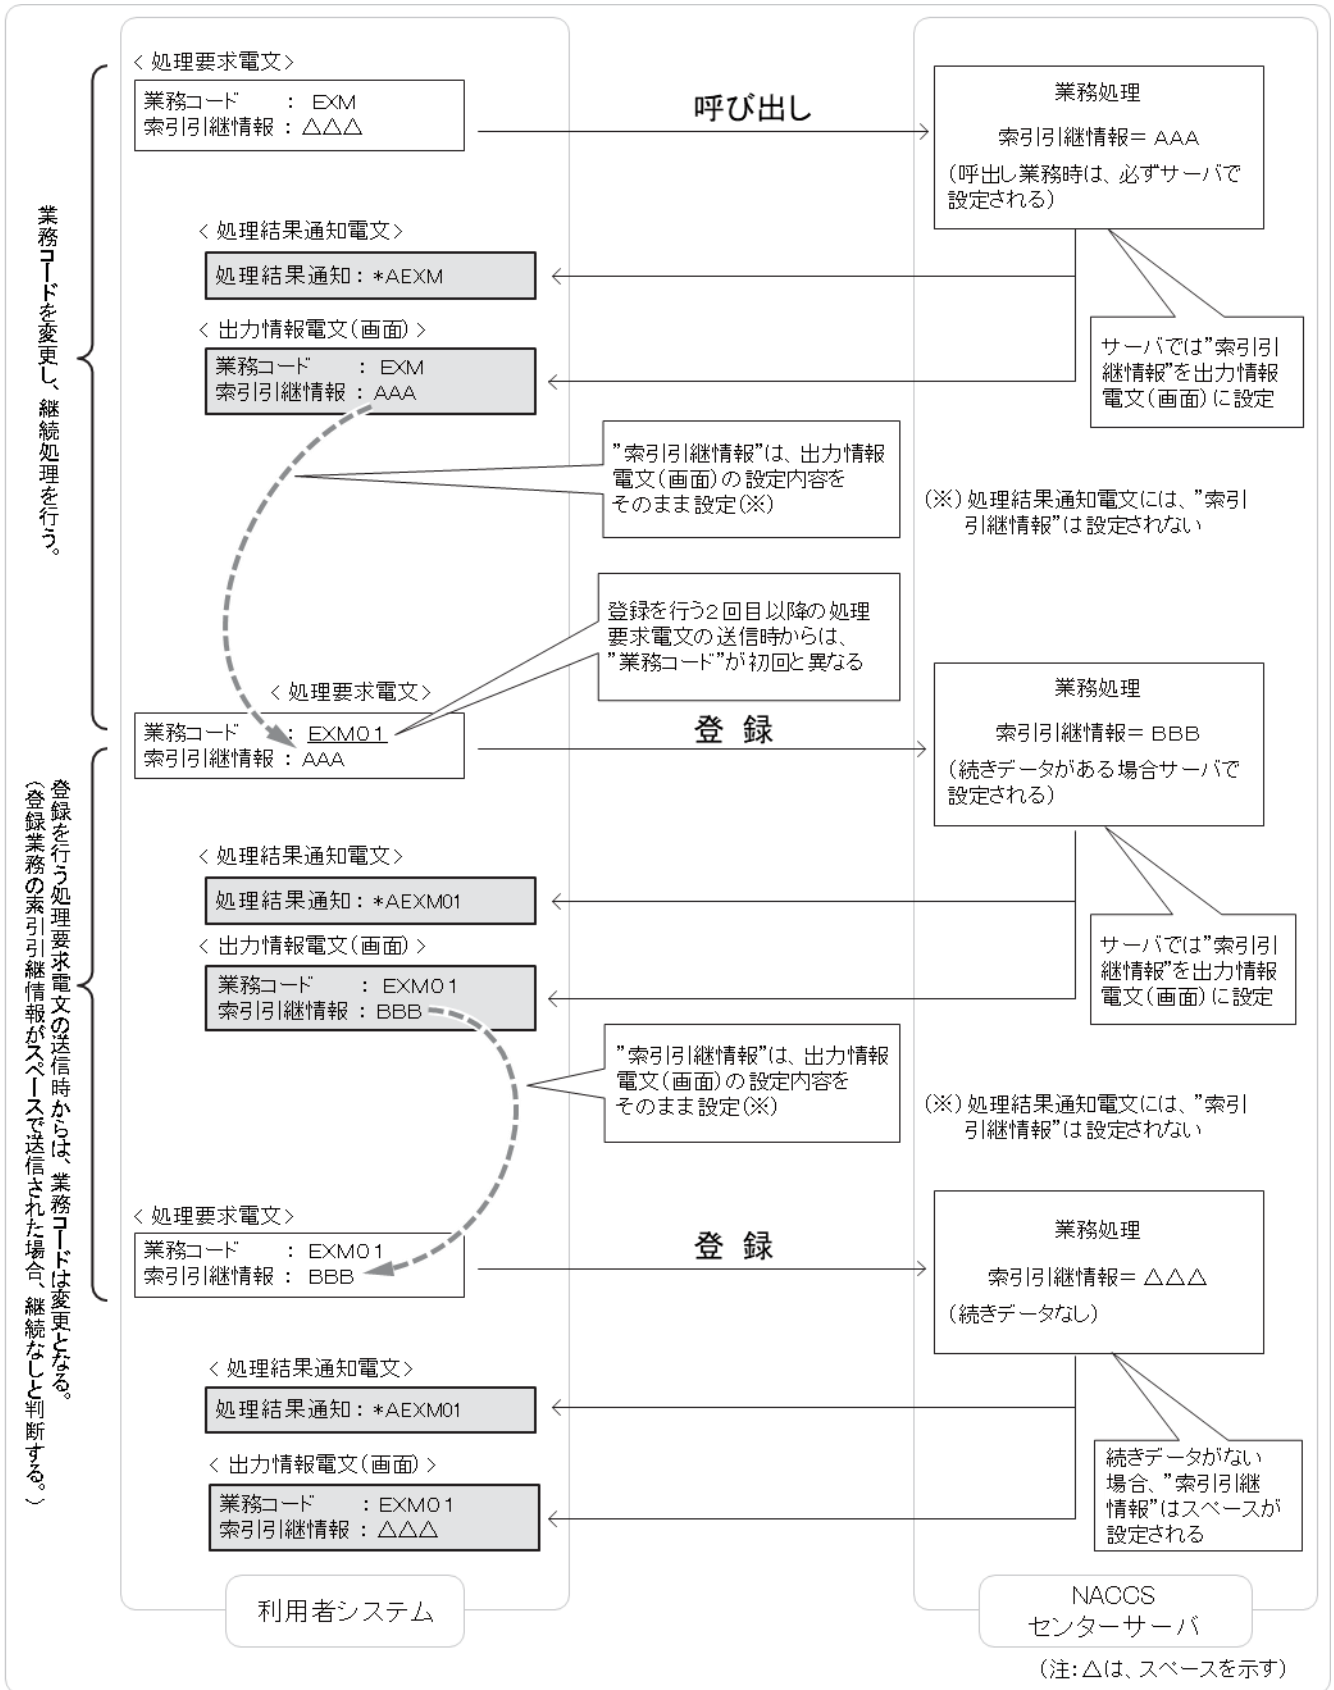 ＜処理要求電文＞
業務コード　　：　EXM
索引引継情報：△△△
呼び出し
業務処理
索引引継情報＝ AAA
（呼出し業務時は、必ずサーバで
設定される）
＜処理結果通知電文＞
処理結果通知：＊AEXM
＜出力情報電文（画面）＞
業務コード　　：　EXM
索引引継情報：AAA
サーバでは”索引引
継情報”を出力情報
電文（画面）に設定
”索引引継情報”は、出力情報
電文（画面）の設定内容を
そのまま設定（※）
（※）処理結果通知電文には、”索引
引継情報”は設定されない
業務コードを変更し、継続処理を行う。
登録を行う２回目以降の処理
要求電文の送信時からは、
”業務コード”が初回と異なる
＜処理要求電文＞
業務コード　　：　EXM01
索引引継情報：AAA
登　録
業務処理
索引引継情報＝ BBB
（続きデータがある場合サーバで
設定される）
＜処理結果通知電文＞
処理結果通知：＊AEXM01
＜出力情報電文（画面）＞
業務コード　　：　EXM01
索引引継情報：BBB
サーバでは”索引引
継情報”を出力情報
電文（画面）に設定
”索引引継情報”は、出力情報
電文（画面）の設定内容を
そのまま設定（※）
（※）処理結果通知電文には、”索引
引継情報”は設定されない
登録を行う処理要求電文の送信時からは、業務コードは変更となる。
（登録業務の索引引継情報がスペースで送信された場合、継続なしと判断する。）
＜処理要求電文＞
業務コード　　：　EXM01
索引引継情報：　BBB
登　録
業務処理
索引引継情報＝ △△△
（続きデータなし）
＜処理結果通知電文＞
処理結果通知：＊AEXM01
＜出力情報電文（画面）＞
業務コード　　：EXM01
索引引継情報：△△△
続きデータがない
場合、”索引引継
情報”はスペースが
設定される
利用者システム
NACCS
センターサーバ
（注：△は、スペースを示す）